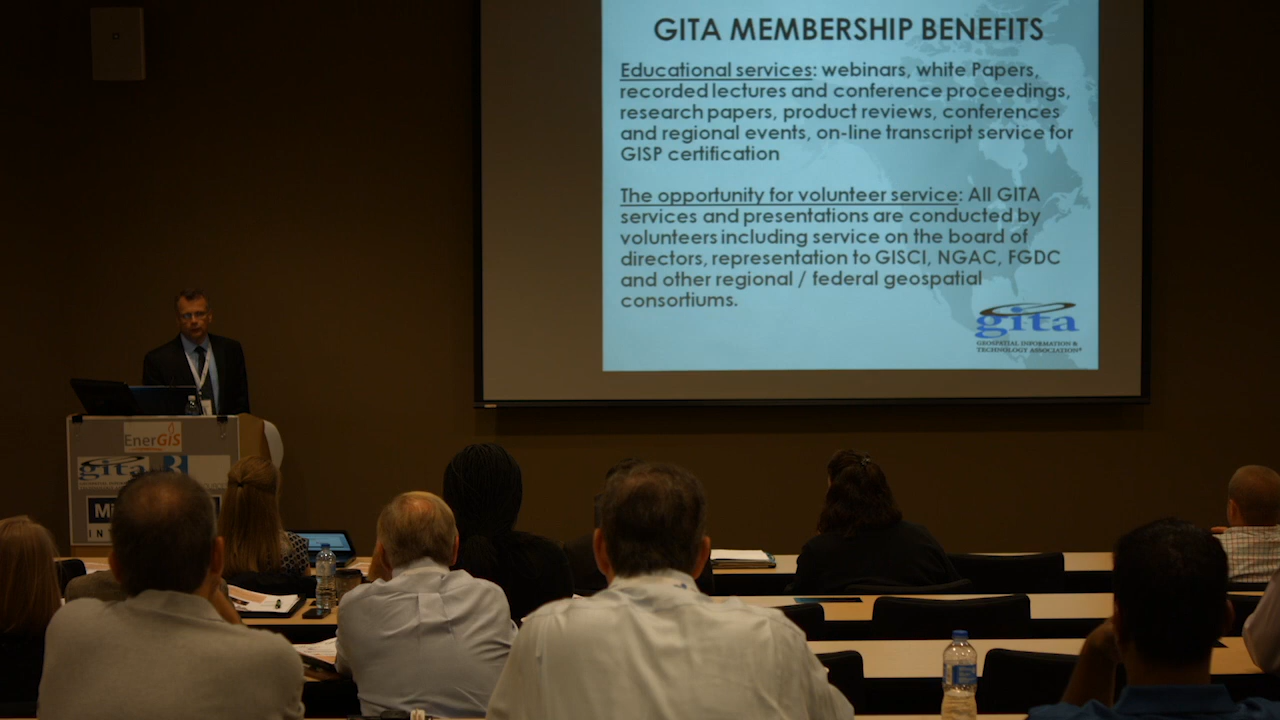 GITA MEMBERSHIP BENEFITS
Educational services: webinars, white Papers,
recorded lectures and conference proceedings,
research papers, product reviews, conferences
and regional events, on-line transcript service for
GISP certification
The opportunity for volunteer service: All GITA
services and presentations are conducted by
volunteers including service on the board of
directors, representation to GISCI, NGAC, FGDC
and other regional / federal geospatial
consortiums.
gita
GEOSPATIAL INFORMATION &
TECHNOLOGY ASSOCIATION®
EnerGIS
gita